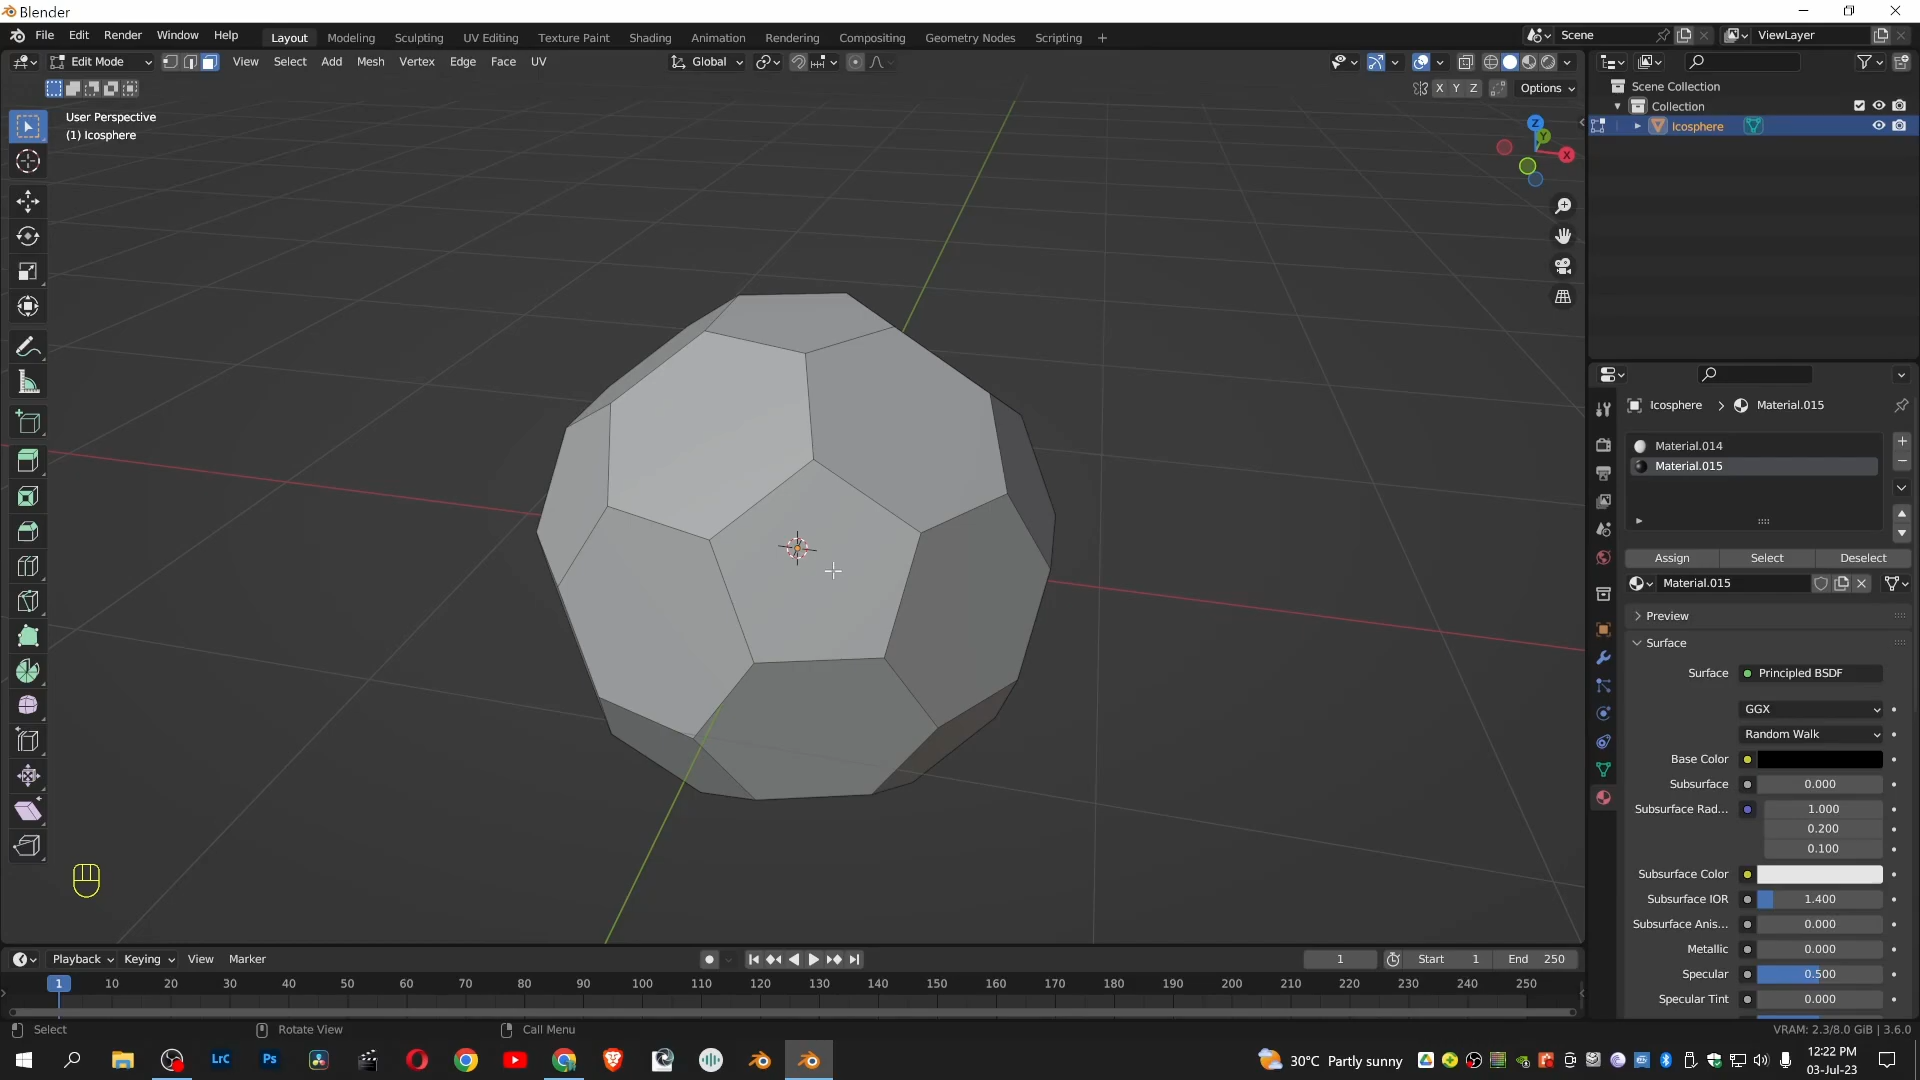 Blender
File Edit Render Window Help Layout Modeling Sculpting UV Editing Texture Paint Shading Animation Rendering Compositing Geometry Nodes Scripting + Scene ViewLayer
Edit Mode View Select Add Mesh Vertex Edge Face UV Global
X Y Z Options
User Perspective
(1) Icosphere
Z
Y
X
Scene Collection
Collection
Icosphere
Icosphere > Material.015
Material.014
Material.015
Assign Select Deselect
Material.015
Preview
Surface
Surface Principled BSDF
GGX
Random Walk
Base Color
Subsurface 0.000
Subsurface Rad... 1.000
0.200
0.100
Subsurface Color
Subsurface IOR 1.400
Subsurface Anis... 0.000
Metallic 0.000
Specular 0.500
Specular Tint 0.000
Playback Keying View Marker 1 Start 1 End 250
1 10 20 30 40 50 60 70 80 90 100 110 120 130 140 150 160 170 180 190 200 210 220 230 240 250
Select Rotate View Call Menu VRAM: 2.3/8.0 GiB | 3.6.0
LrC Ps 30°C Partly sunny 12:22 PM
03-Jul-23